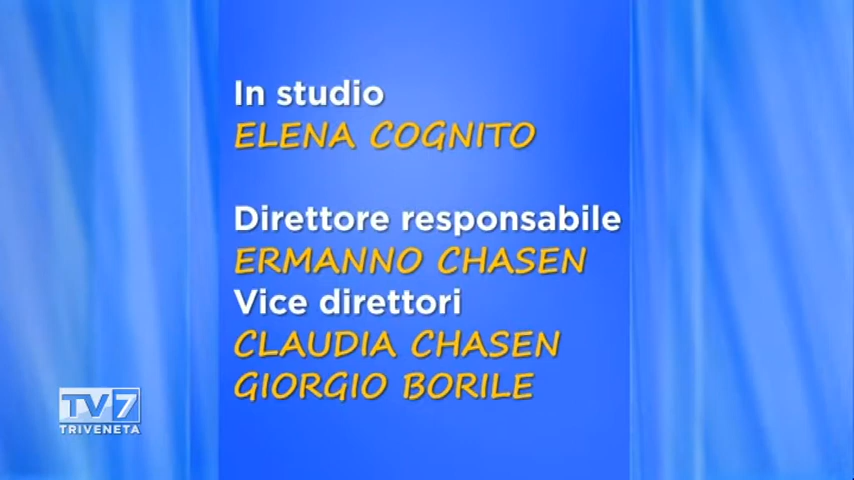 In studio
ELENA COGNITO
Direttore responsabile
ERMANNO CHASEN
Vice direttori
CLAUDIA CHASEN
GIORGIO BORILE
TV7
TRIVENETA